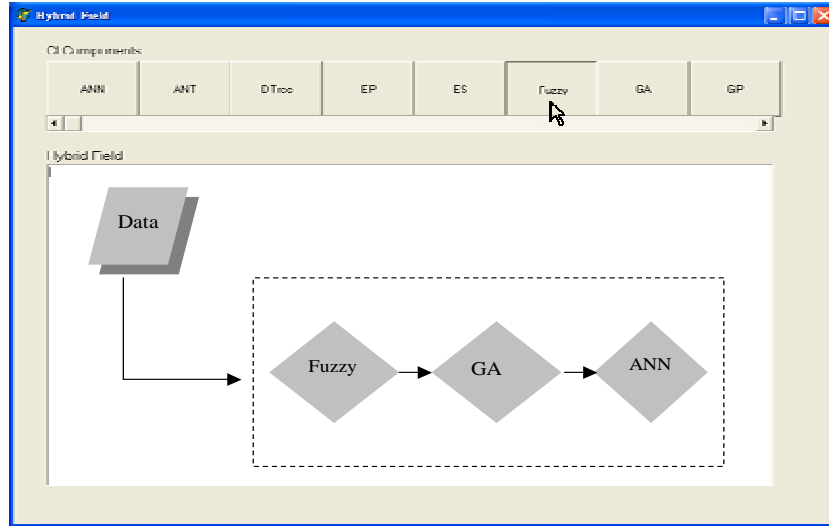 Hybrid Field
CI Components
ANN ANT DTree EP ES Fuzzy GA GP
Hybrid Field
Data
Fuzzy GA ANN